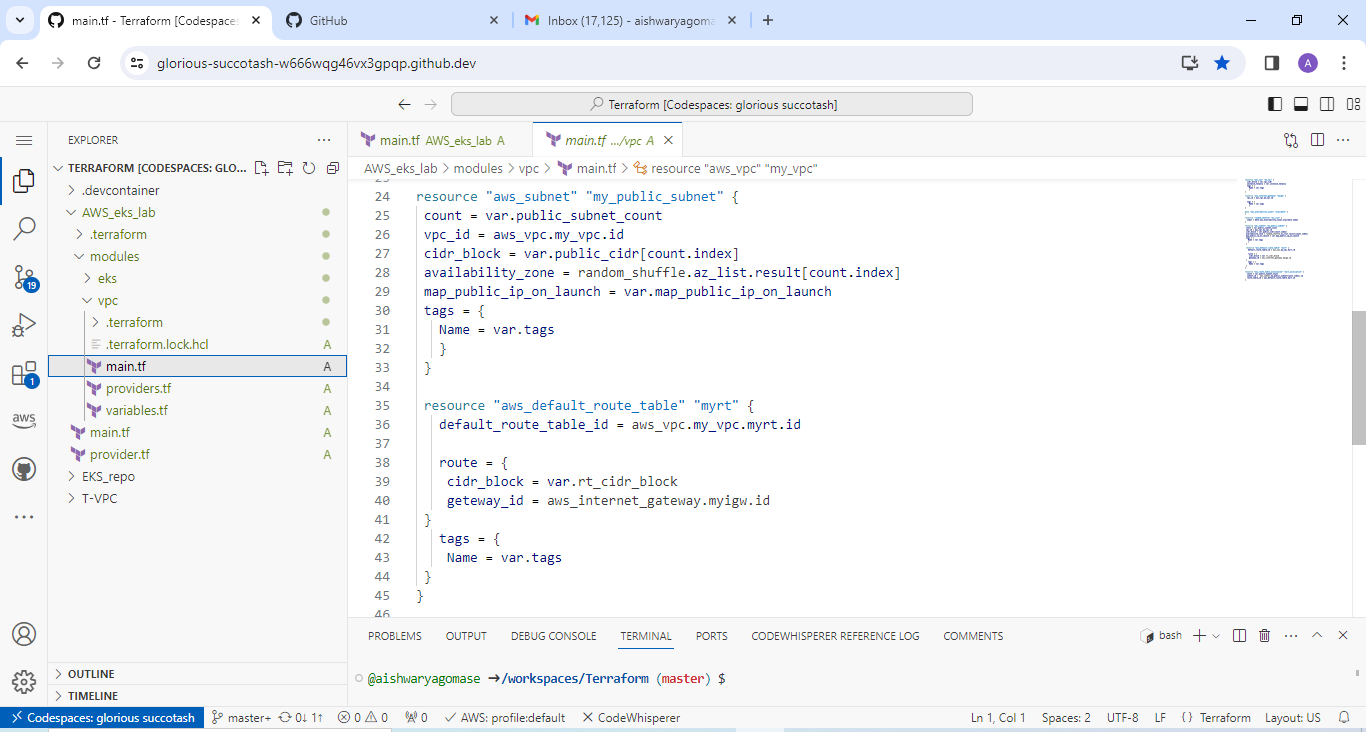 main.tf - Terraform [Codespaces
GitHub
Inbox (17,125) - aishwaryagoma
glorious-succotash-w666wqg46vx3gpqp.github.dev
A
Terraform [Codespaces: glorious succotash]
EXPLORER
TERRAFORM [CODESPACES: GLO...
.devcontainer
AWS_eks_lab
.terraform
modules
eks
vpc
.terraform
.terraform.lock.hcl A
main.tf A
providers.tf A
variables.tf A
main.tf A
provider.tf A
EKS_repo
T-VPC
OUTLINE
TIMELINE
19
1
aws
main.tf AWS_eks_lab A
main.tf .../vpc A
AWS_eks_lab > modules > vpc > main.tf > resource "aws_vpc" "my_vpc"
24 resource "aws_subnet" "my_public_subnet" {
25 count = var.public_subnet_count
26 vpc_id = aws_vpc.my_vpc.id
27 cidr_block = var.public_cidr[count.index]
28 availability_zone = random_shuffle.az_list.result[count.index]
29 map_public_ip_on_launch = var.map_public_ip_on_launch
30 tags = {
31 Name = var.tags
32 }
33 }
34
35 resource "aws_default_route_table" "myrt" {
36 default_route_table_id = aws_vpc.my_vpc.myrt.id
37
38 route = {
39 cidr_block = var.rt_cidr_block
40 geteway_id = aws_internet_gateway.myigw.id
41 }
42 tags = {
43 Name = var.tags
44 }
45 }
46
PROBLEMS OUTPUT DEBUG CONSOLE TERMINAL PORTS CODEWHISPERER REFERENCE LOG COMMENTS
bash
@aishwaryagomase ➜/workspaces/Terraform (master) $
Codespaces: glorious succotash master+ 0↓ 1↑ 0 0 0 AWS: profile:default CodeWhisperer Ln 1, Col 1 Spaces: 2 UTF-8 LF {} Terraform Layout: US